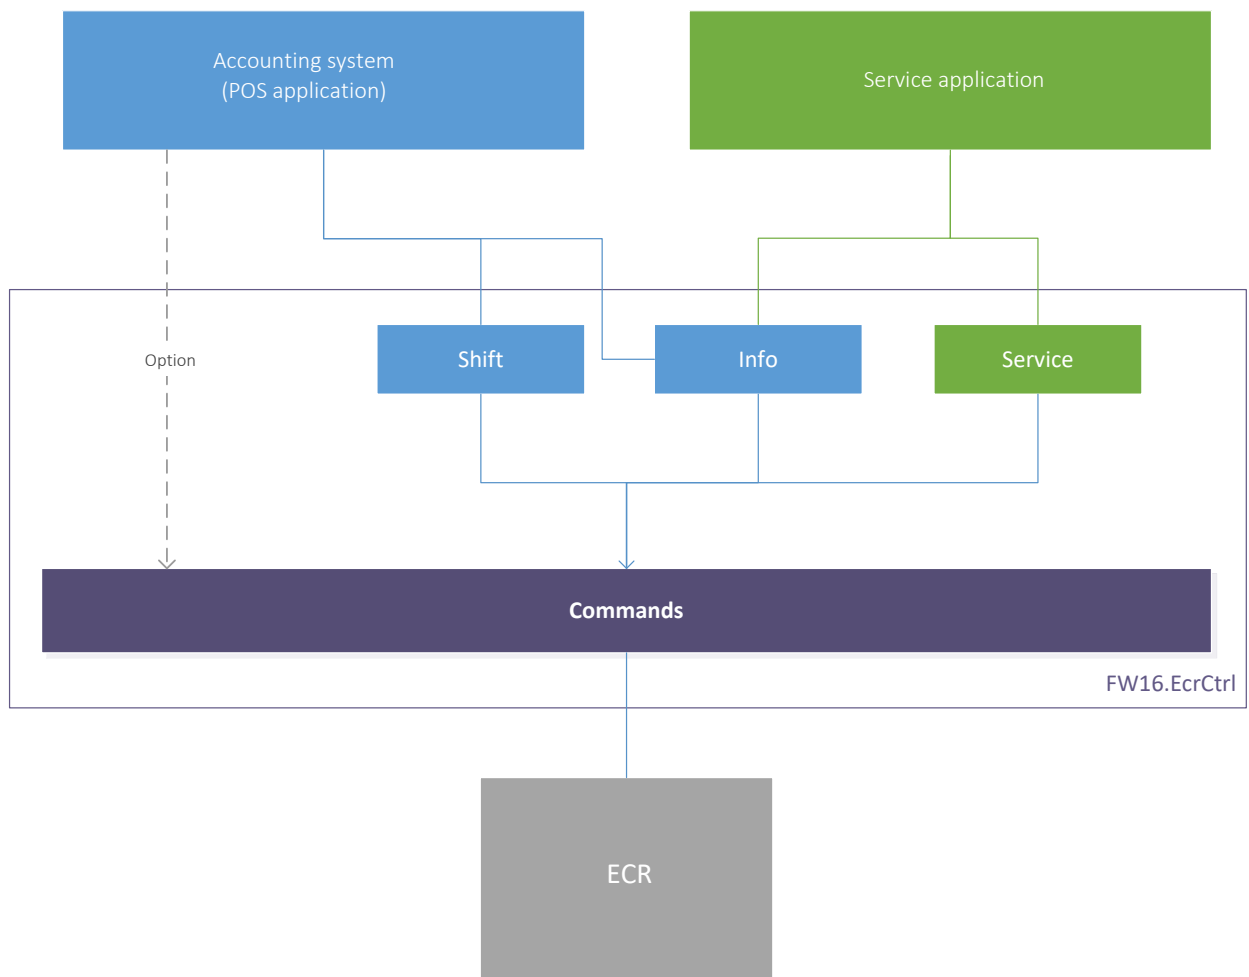 Accounting system
(POS application)
Service application
Option
Shift
Info
Service
Commands
FW16.EcrCtrl
ECR